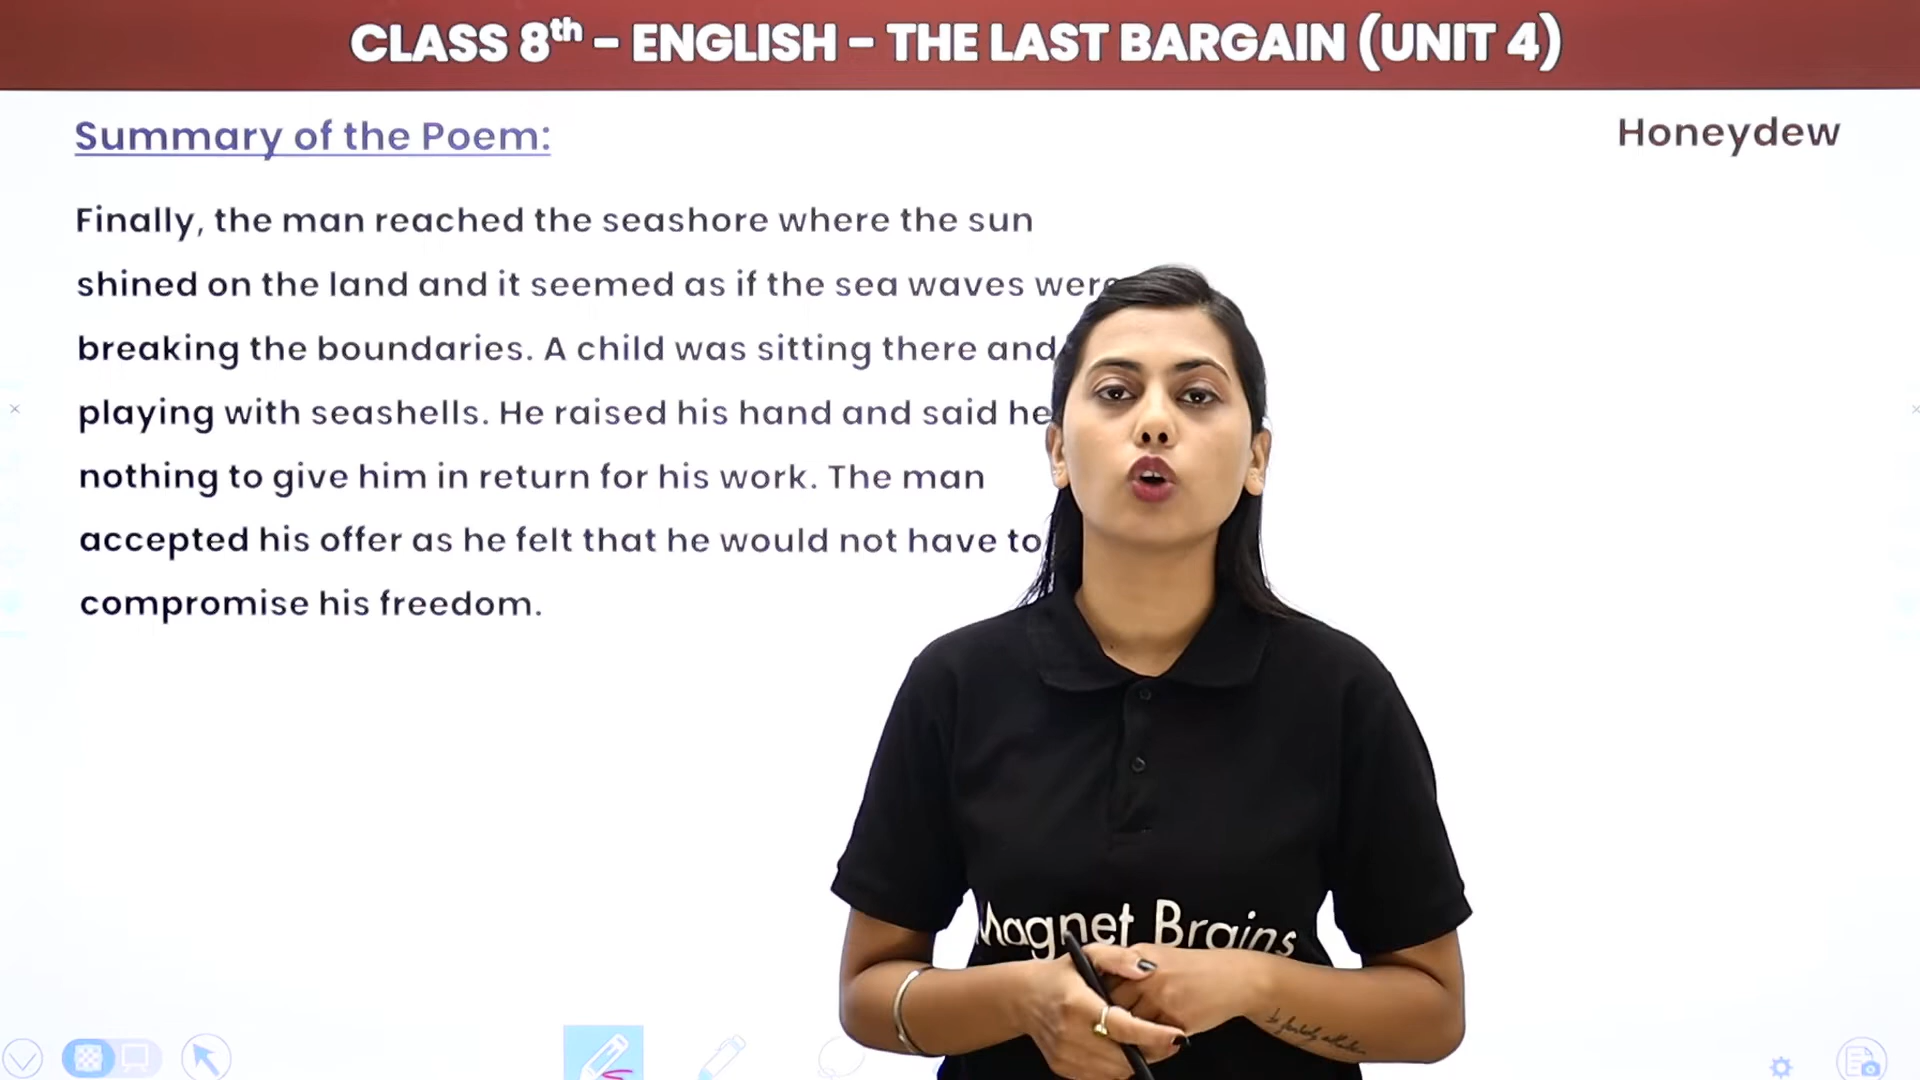 CLASS 8th – ENGLISH – THE LAST BARGAIN (UNIT 4)
Summary of the Poem:
Honeydew
Finally, the man reached the seashore where the sun
shined on the land and it seemed as if the sea waves were
breaking the boundaries. A child was sitting there and
playing with seashells. He raised his hand and said he
nothing to give him in return for his work. The man
accepted his offer as he felt that he would not have to
compromise his freedom.
Magnet Brains